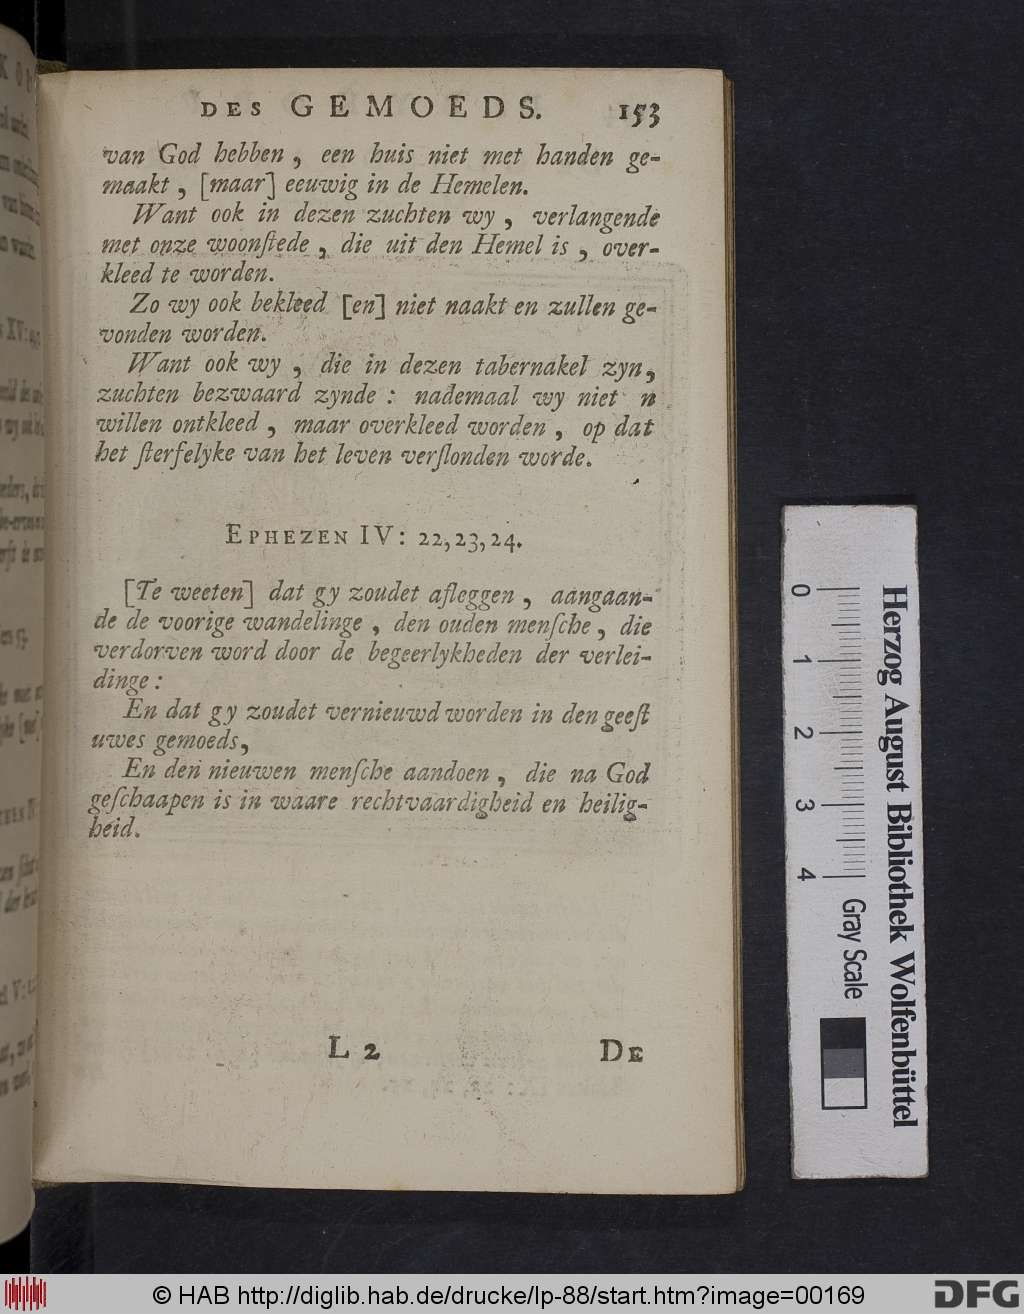 DES GEMOEDS. 153
van God hebben, een huis niet met handen ge-
maakt, [maar] eeuwig in de Hemelen.
Want ook in dezen zuchten wy, verlangende
met onze woonſtede, die uit den Hemel is, over-
kleed te worden.
Zo wy ook bekleed [en] niet naakt en zullen ge-
vonden worden.
Want ook wy, die in dezen tabernakel zyn,
zuchten bezwaard zynde: nademaal wy niet n
willen ontkleed, maar overkleed worden, op dat
het ſterfelyke van het leven verſlonden worde.
EPHEZEN IV: 22,23,24.
[Te weeten] dat gy zoudet afleggen, aangaan-
de de voorige wandelinge, den ouden menſche, die
verdorven word door de begeerlykheden der verlei-
dinge:
En dat gy zoudet vernieuwd worden in den geeſt
uwes gemoeds,
En den nieuwen menſche aandoen, die na God
geſchaapen is in waare rechtvaardigheid en heilig-
heid.
L 2 DE
Herzog August Bibliothek Wolfenbüttel
0 1 2 3 4 Gray Scale
© HAB http://diglib.hab.de/drucke/lp-88/start.htm?image=00169
DFG